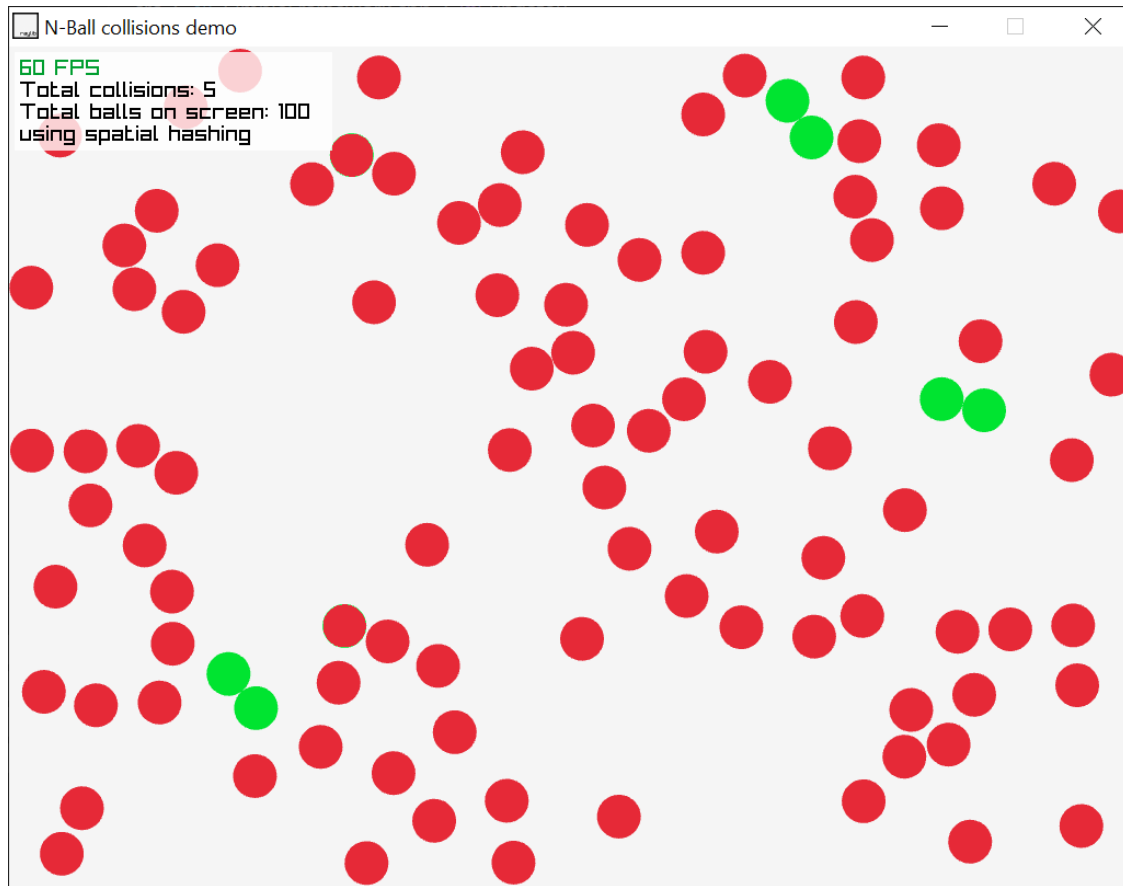 N-Ball collisions demo
60 FPS
Total collisions: 5
Total balls on screen: 100
using spatial hashing